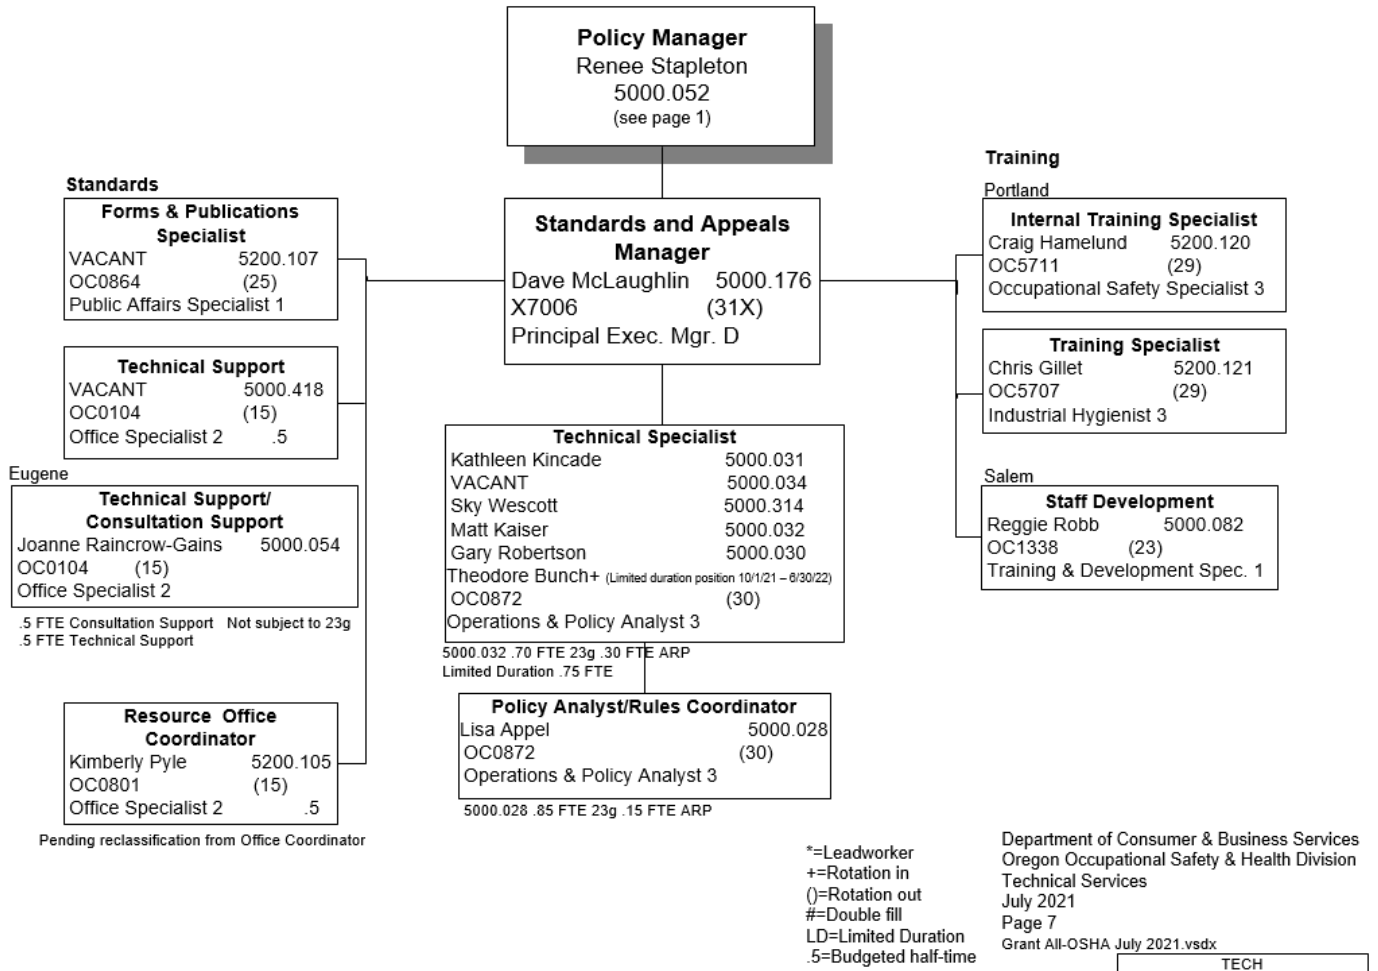 Policy Manager
Renee Stapleton
5000.052
(see page 1)
Standards and Appeals
Manager
Dave McLaughlin 5000.176
X7006 (31X)
Principal Exec. Mgr. D
Standards
Forms & Publications
Specialist
VACANT 5200.107
OC0864 (25)
Public Affairs Specialist 1
Technical Support
VACANT 5000.418
OC0104 (15)
Office Specialist 2 .5
Eugene
Technical Support/
Consultation Support
Joanne Raincrow-Gains 5000.054
OC0104 (15)
Office Specialist 2
.5 FTE Consultation Support Not subject to 23g
.5 FTE Technical Support
Resource Office
Coordinator
Kimberly Pyle 5200.105
OC0801 (15)
Office Specialist 2 .5
Pending reclassification from Office Coordinator
Technical Specialist
Kathleen Kincade 5000.031
VACANT 5000.034
Sky Wescott 5000.314
Matt Kaiser 5000.032
Gary Robertson 5000.030
Theodore Bunch+ (Limited duration position 10/1/21 – 6/30/22)
OC0872 (30)
Operations & Policy Analyst 3
5000.032 .70 FTE 23g .30 FTE ARP
Limited Duration .75 FTE
Policy Analyst/Rules Coordinator
Lisa Appel 5000.028
OC0872 (30)
Operations & Policy Analyst 3
5000.028 .85 FTE 23g .15 FTE ARP
Training
Portland
Internal Training Specialist
Craig Hamelund 5200.120
OC5711 (29)
Occupational Safety Specialist 3
Training Specialist
Chris Gillet 5200.121
OC5707 (29)
Industrial Hygienist 3
Salem
Staff Development
Reggie Robb 5000.082
OC1338 (23)
Training & Development Spec. 1
*=Leadworker
+=Rotation in
()=Rotation out
#=Double fill
LD=Limited Duration
.5=Budgeted half-time
Department of Consumer & Business Services
Oregon Occupational Safety & Health Division
Technical Services
July 2021
Page 7
Grant All-OSHA July 2021.vsdx
TECH